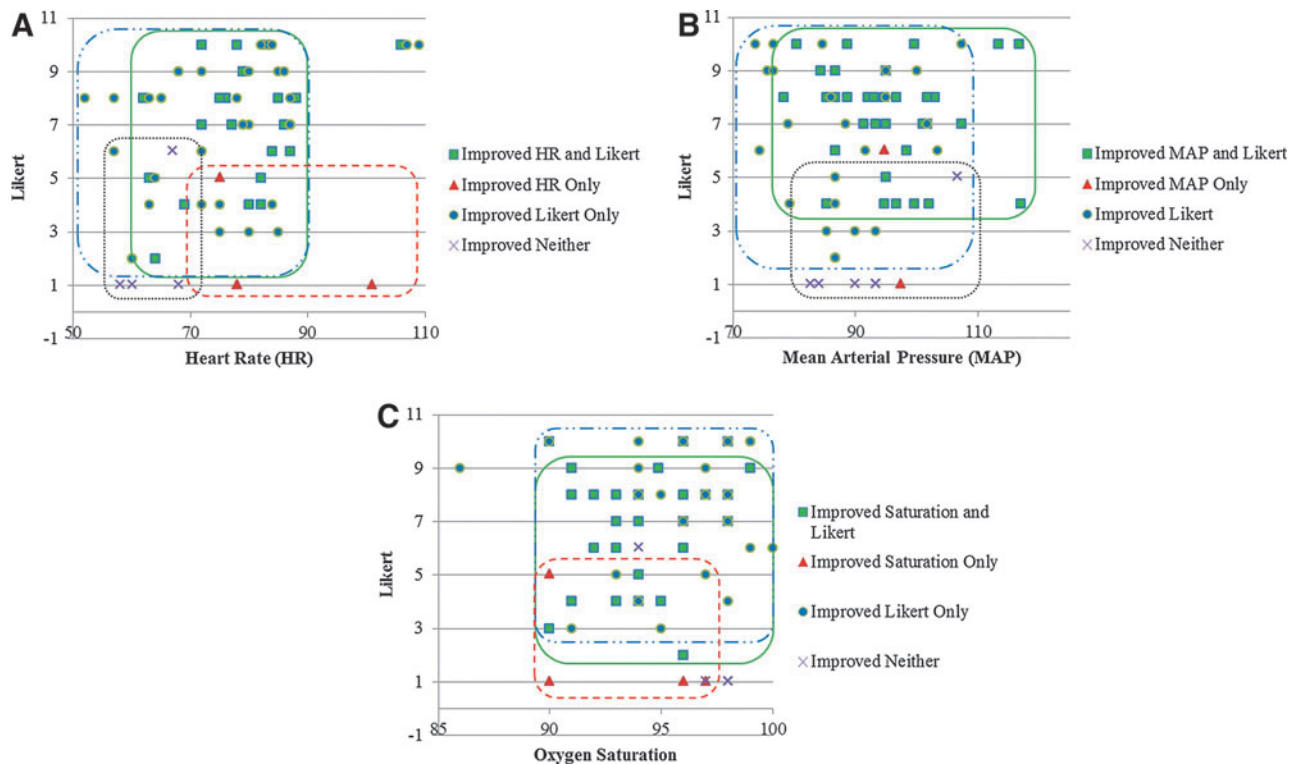 A
11
9
7
5
3
1
-1
Likert
50
70
90
110
Heart Rate (HR)
Improved HR and Likert
Improved HR Only
Improved Likert Only
Improved Neither
B
11
9
7
5
3
1
-1
Likert
70
90
110
Mean Arterial Pressure (MAP)
Improved MAP and Likert
Improved MAP Only
Improved Likert
Improved Neither
C
11
9
7
5
3
1
-1
Likert
85
90
95
100
Oxygen Saturation
Improved Saturation and
Likert
Improved Saturation Only
Improved Likert Only
Improved Neither